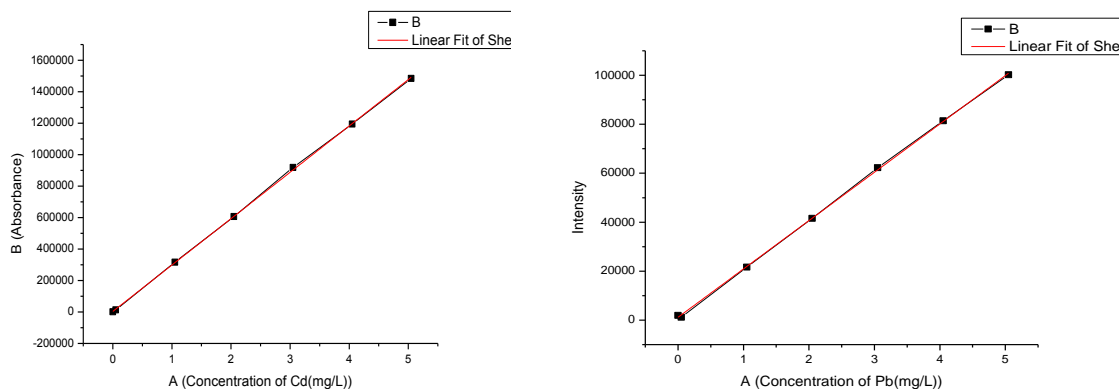 B
Linear Fit of She
1600000
1400000
1200000
1000000
800000
600000
400000
200000
0
-200000
B (Absorbance)
0 1 2 3 4 5
A (Concentration of Cd(mg/L))
B
Linear Fit of She
100000
80000
60000
40000
20000
0
Intensity
0 1 2 3 4 5
A (Concentration of Pb(mg/L))